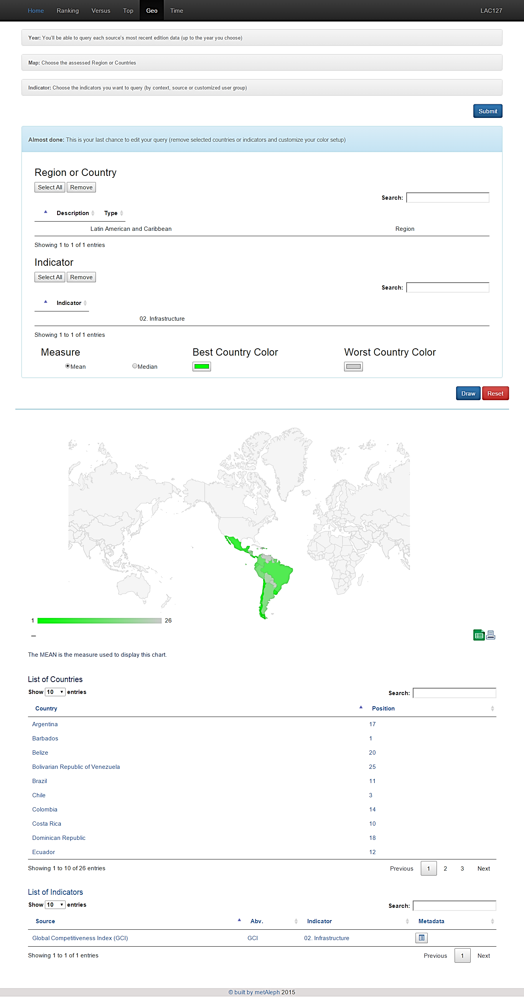 Home Ranking Versus Top Geo Time LAC127
Year: You'll be able to query each source's most recent edition data (up to the year you choose)
Map: Choose the assessed Region or Countries
Indicator: Choose the indicators you want to query (by context, source or customized user group)
Submit
Almost done: This is your last chance to edit your query (remove selected countries or indicators and customize your color setup)
Region or Country
Select All Remove
Search:
Description Type
Latin American and Caribbean Region
Showing 1 to 1 of 1 entries
Indicator
Select All Remove
Search:
Indicator
02. Infrastructure
Showing 1 to 1 of 1 entries
Measure Best Country Color Worst Country Color
Mean Median
Draw Reset
1 26
The MEAN is the measure used to display this chart.
List of Countries
Show 10 entries Search:
Country Position
Argentina 17
Barbados 1
Belize 20
Bolivarian Republic of Venezuela 25
Brazil 11
Chile 3
Colombia 14
Costa Rica 10
Dominican Republic 18
Ecuador 12
Showing 1 to 10 of 26 entries Previous 1 2 3 Next
List of Indicators
Show 10 entries Search:
Source Abv. Indicator Metadata
Global Competitiveness Index (GCI) GCI 02. Infrastructure
Showing 1 to 1 of 1 entries Previous 1 Next
© built by metAleph 2015